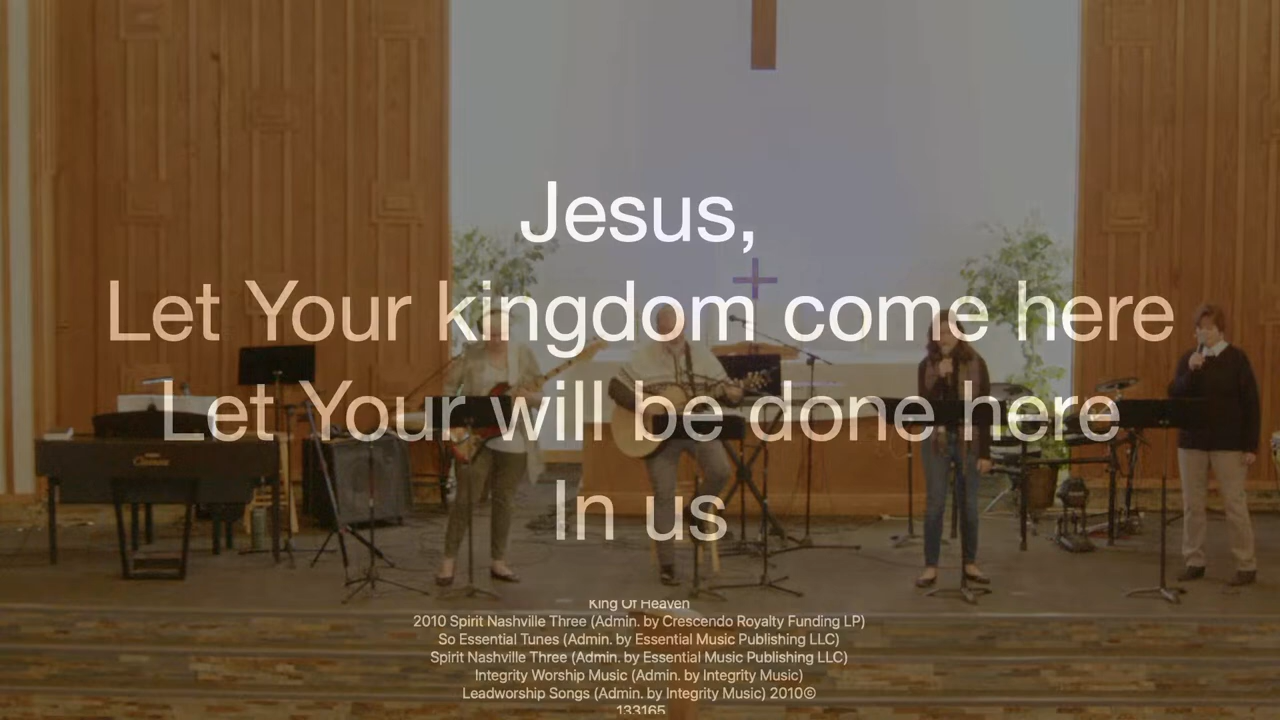 Jesus,
Let Your kingdom come here
Let Your will be done here
In us
King Of Heaven
2010 Spirit Nashville Three (Admin. by Crescendo Royalty Funding LP)
So Essential Tunes (Admin. by Essential Music Publishing LLC)
Spirit Nashville Three (Admin. by Essential Music Publishing LLC)
Integrity Worship Music (Admin. by Integrity Music)
Leadworship Songs (Admin. by Integrity Music) 2010©
133165